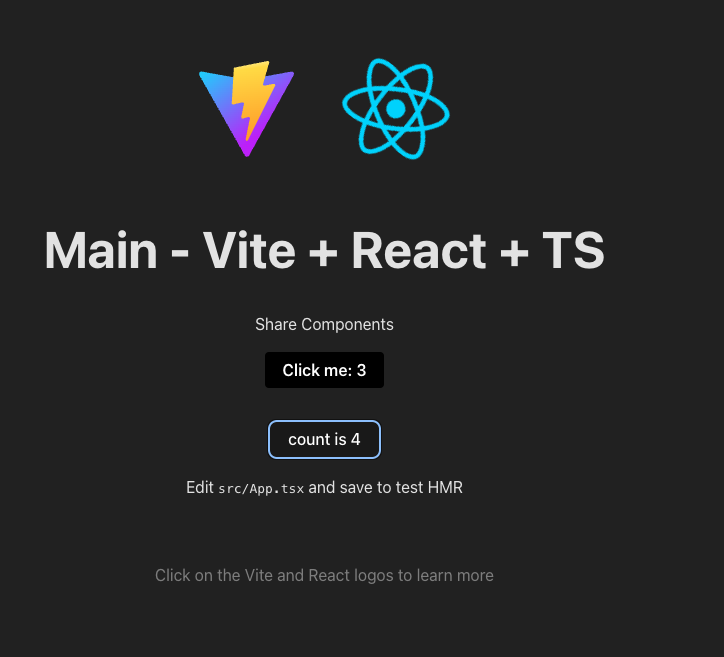 Main - Vite + React + TS
Share Components
Click me: 3
count is 4
Edit src/App.tsx and save to test HMR
Click on the Vite and React logos to learn more